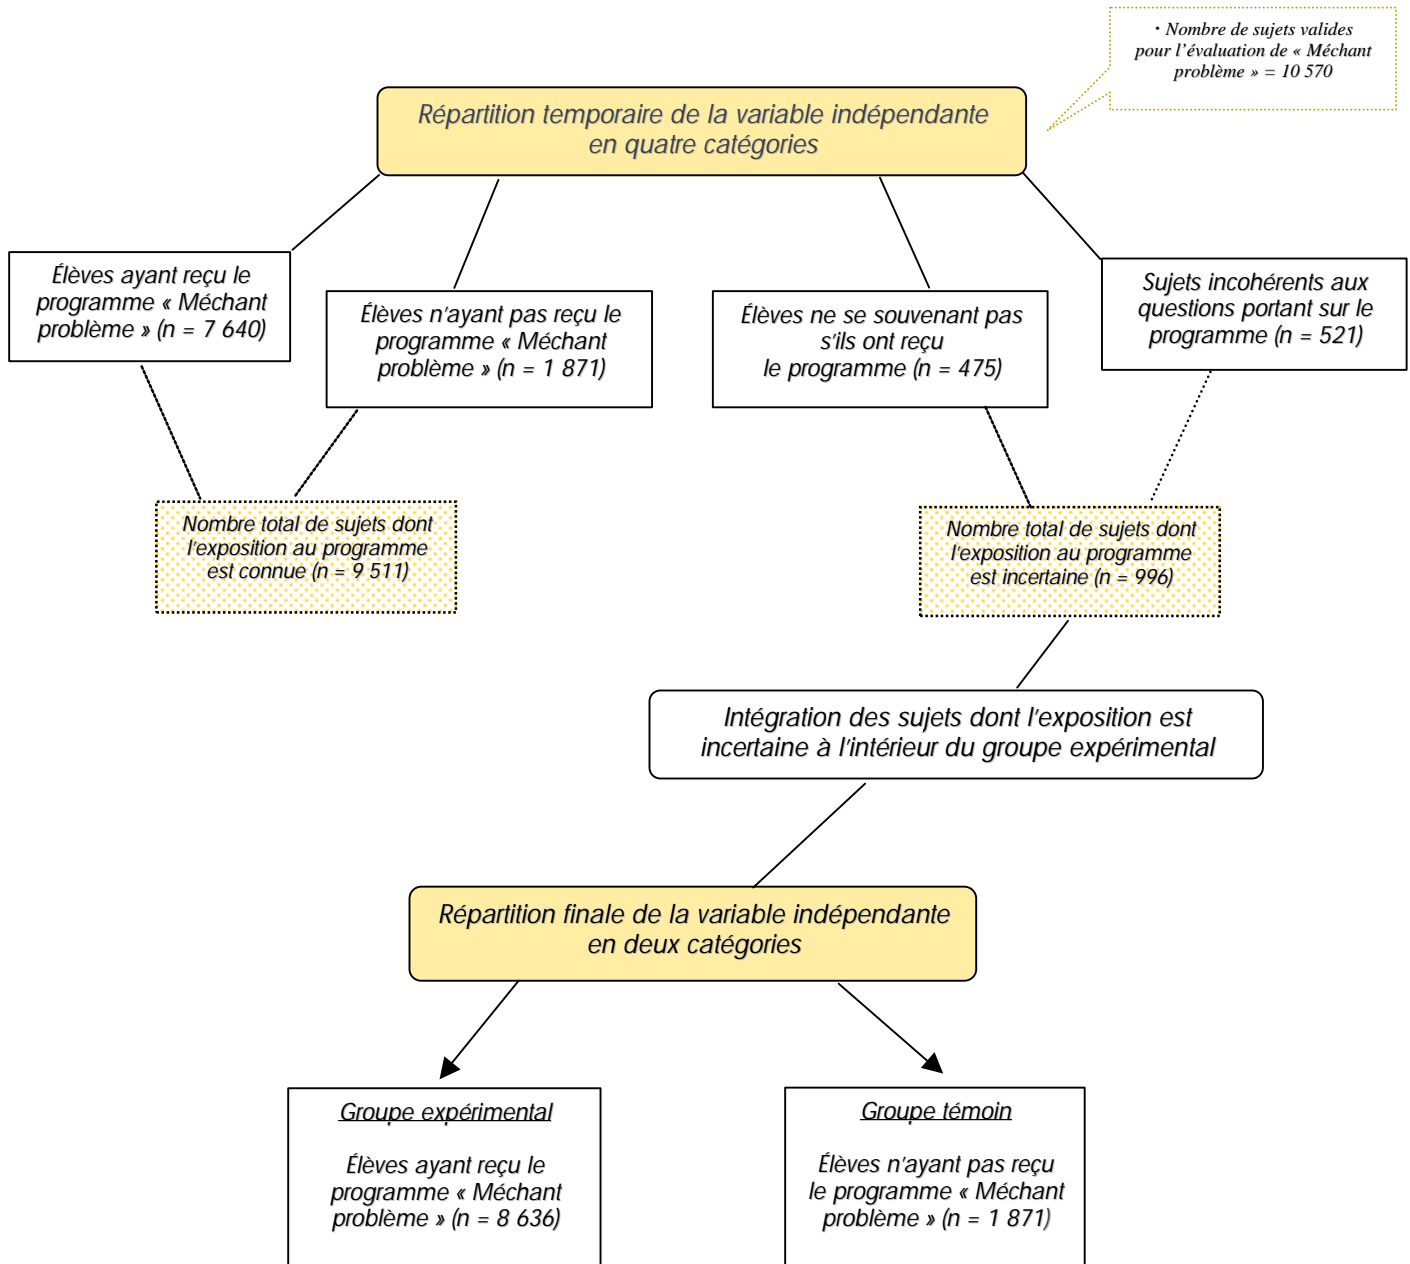 · Nombre de sujets valides
pour l’évaluation de « Méchant
problème » = 10 570
Répartition temporaire de la variable indépendante
en quatre catégories
Élèves ayant reçu le
programme « Méchant
problème » (n = 7 640)
Élèves n’ayant pas reçu le
programme « Méchant
problème » (n = 1 871)
Élèves ne se souvenant pas
s’ils ont reçu
le programme (n = 475)
Sujets incohérents aux
questions portant sur le
programme (n = 521)
Nombre total de sujets dont
l’exposition au programme
est connue (n = 9 511)
Nombre total de sujets dont
l’exposition au programme
est incertaine (n = 996)
Intégration des sujets dont l’exposition est
incertaine à l’intérieur du groupe expérimental
Répartition finale de la variable indépendante
en deux catégories
Groupe expérimental
Élèves ayant reçu le
programme « Méchant
problème » (n = 8 636)
Groupe témoin
Élèves n’ayant pas reçu
le programme « Méchant
problème » (n = 1 871)